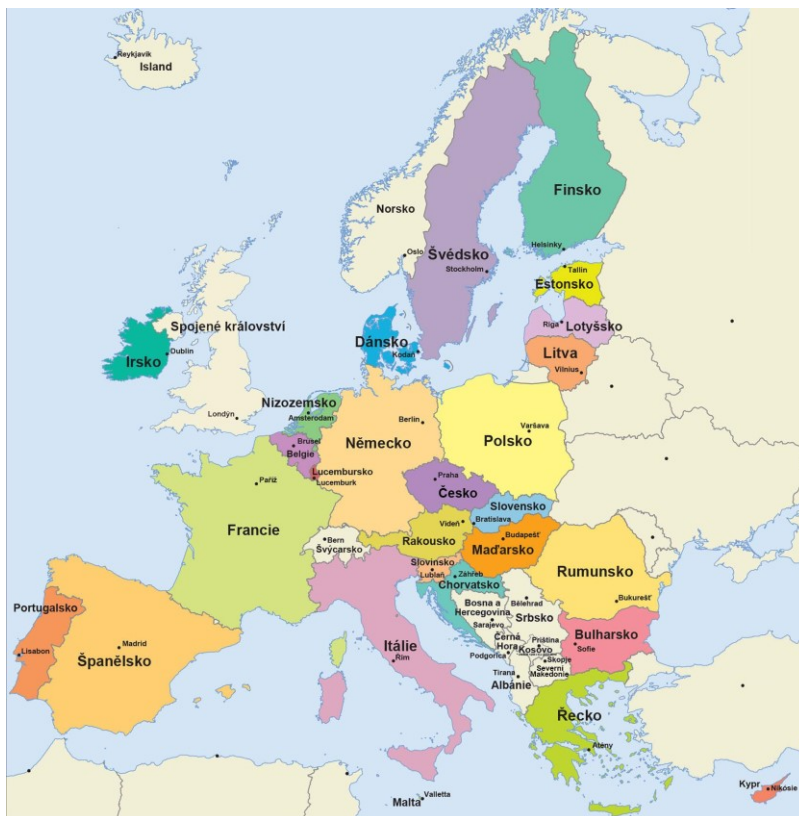 Reykjavík
Island
Finsko
Norsko
Helsinky
Oslo
Švédsko
Stockholm
Tallin
Estonsko
Spojené království
Riga
Lotyšsko
Irsko
Dublin
Dánsko
Kodaň
Litva
Vilnius
Londýn
Nizozemsko
Amsterodam
Berlín
Německo
Varšava
Polsko
Brusel
Belgie
Lucembursko
Lucemburk
Paříž
Praha
Česko
Slovensko
Bratislava
Francie
Vídeň
Rakousko
Budapešť
Maďarsko
Bern
Švýcarsko
Slovinsko
Lublaň
Záhřeb
Chorvatsko
Rumunsko
Bukurešť
Bosna a
Hercegovina
Sarajevo
Bělehrad
Srbsko
Portugalsko
Lisabon
Madrid
Španělsko
Itálie
Řím
Černá
Hora
Podgorica
Priština
Kosovo
Bulharsko
Sofie
Skopje
Severní
Makedonie
Tirana
Albánie
Řecko
Atény
Malta
Valletta
Kypr
Nikósie